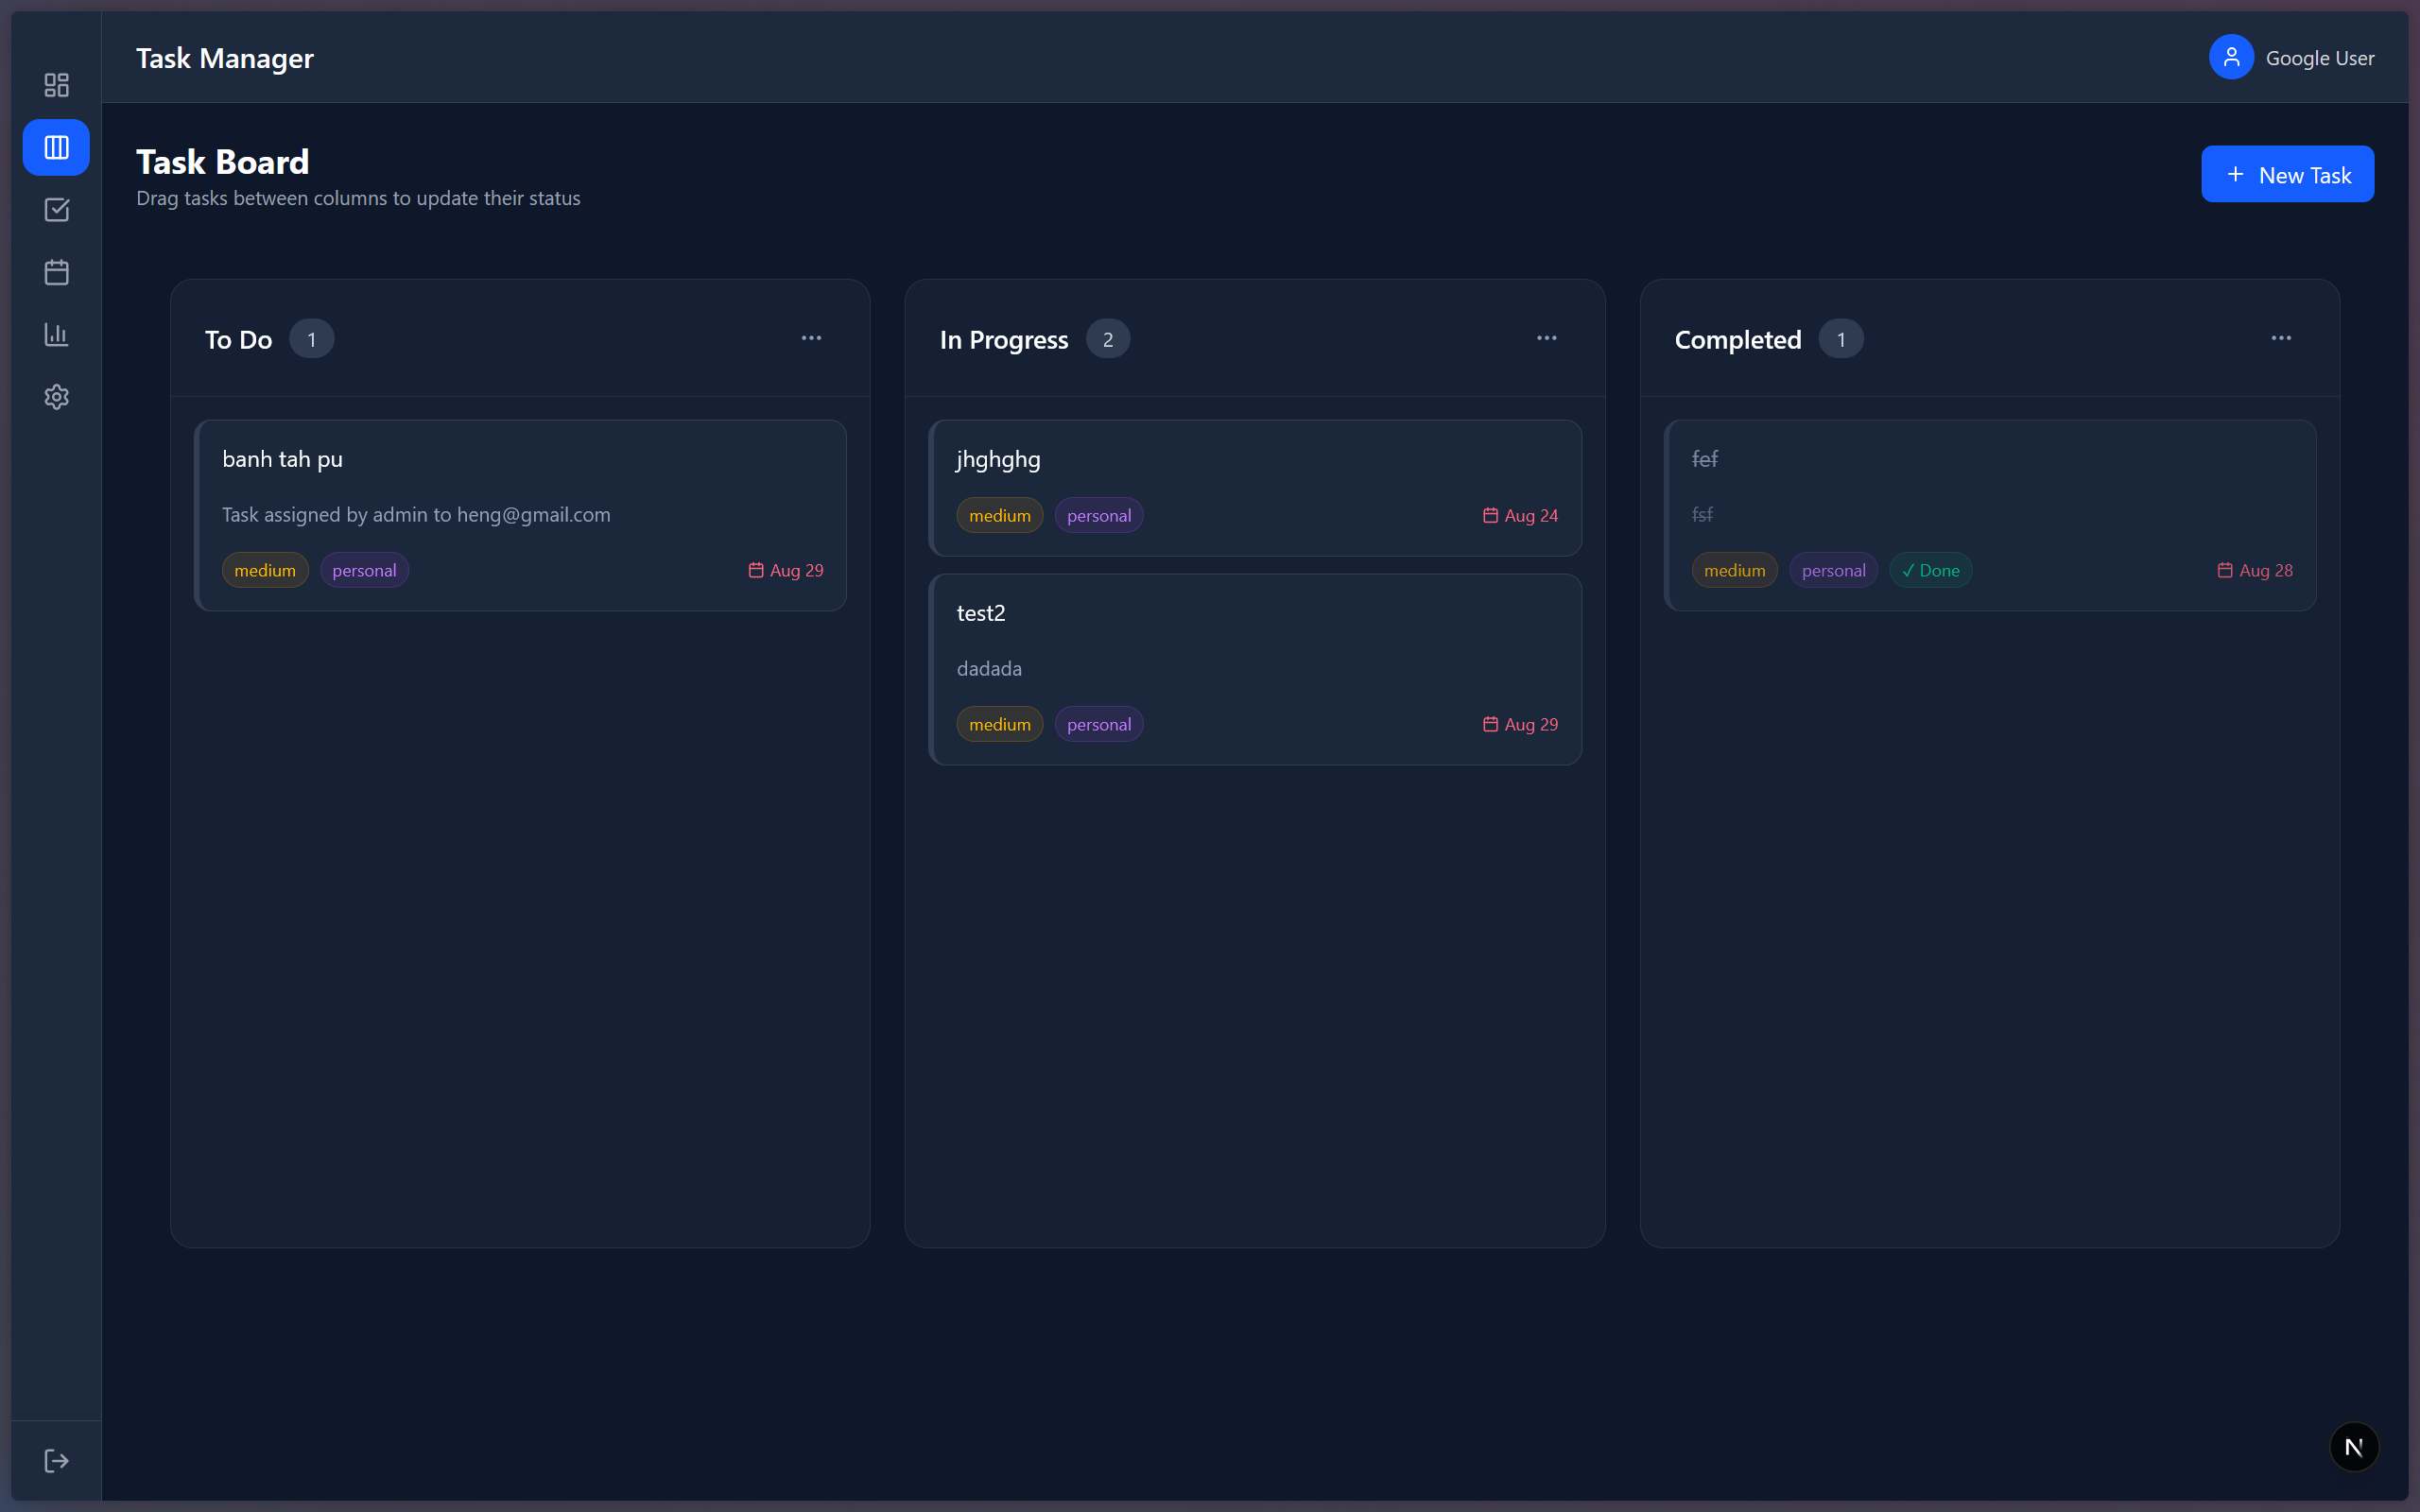 Task Manager
Google User
Task Board
Drag tasks between columns to update their status
+ New Task
To Do 1
banh tah pu
Task assigned by admin to heng@gmail.com
medium personal Aug 29
In Progress 2
jhghghg
medium personal Aug 24
test2
dadada
medium personal Aug 29
Completed 1
fef
fsf
medium personal ✓ Done Aug 28
N